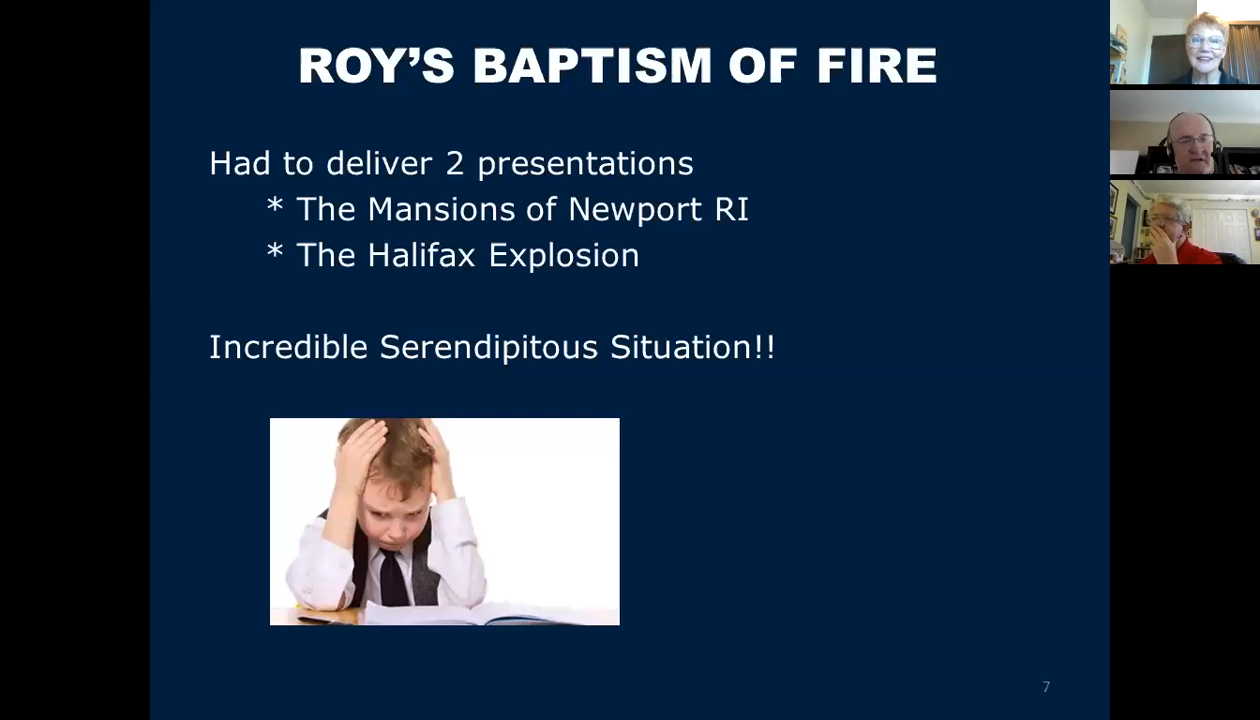 ROY'S BAPTISM OF FIRE
Had to deliver 2 presentations
* The Mansions of Newport RI
* The Halifax Explosion
Incredible Serendipitous Situation!!
7